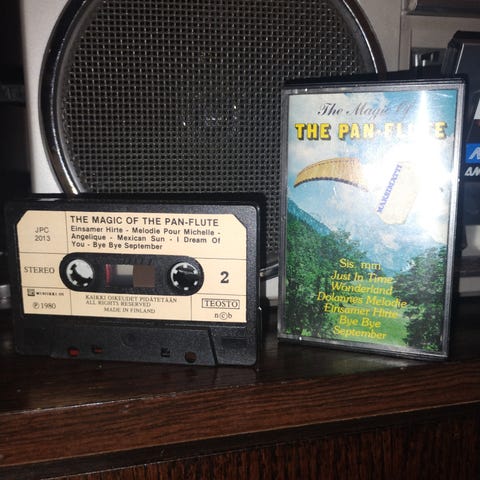 JPC
2013
STEREO
℗ 1980
THE MAGIC OF THE PAN-FLUTE
Einsamer Hirte - Melodie Pour Michelle -
Angelique - Mexican Sun - I Dream Of
You - Bye Bye September
2
KAIKKI OIKEUDET PIDÄTETÄÄN
ALL RIGHTS RESERVED
MADE IN FINLAND
TEOSTO
n©b
The Magic Of
THE PAN-FLUTE
Sis. mm
Just In Time
Wonderland
Dolannes Melodie
Einsamer Hirte
Bye Bye
September